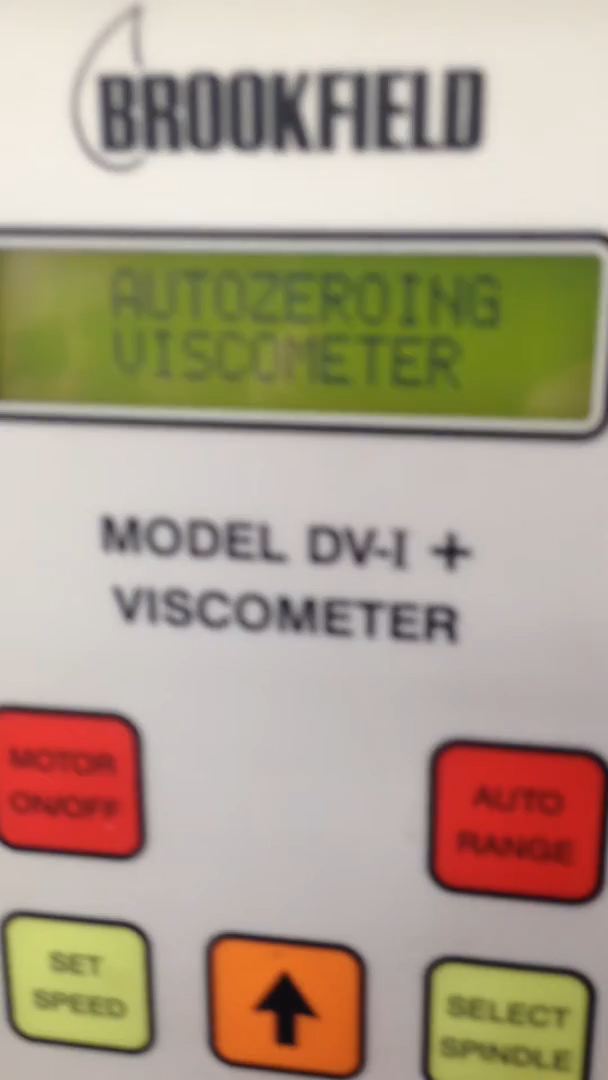 BROOKFIELD
AUTOZEROING
VISCOMETER
MODEL DV-I +
VISCOMETER
MOTOR
ON/OFF
AUTO
RANGE
SET
SPEED
SELECT
SPINDLE